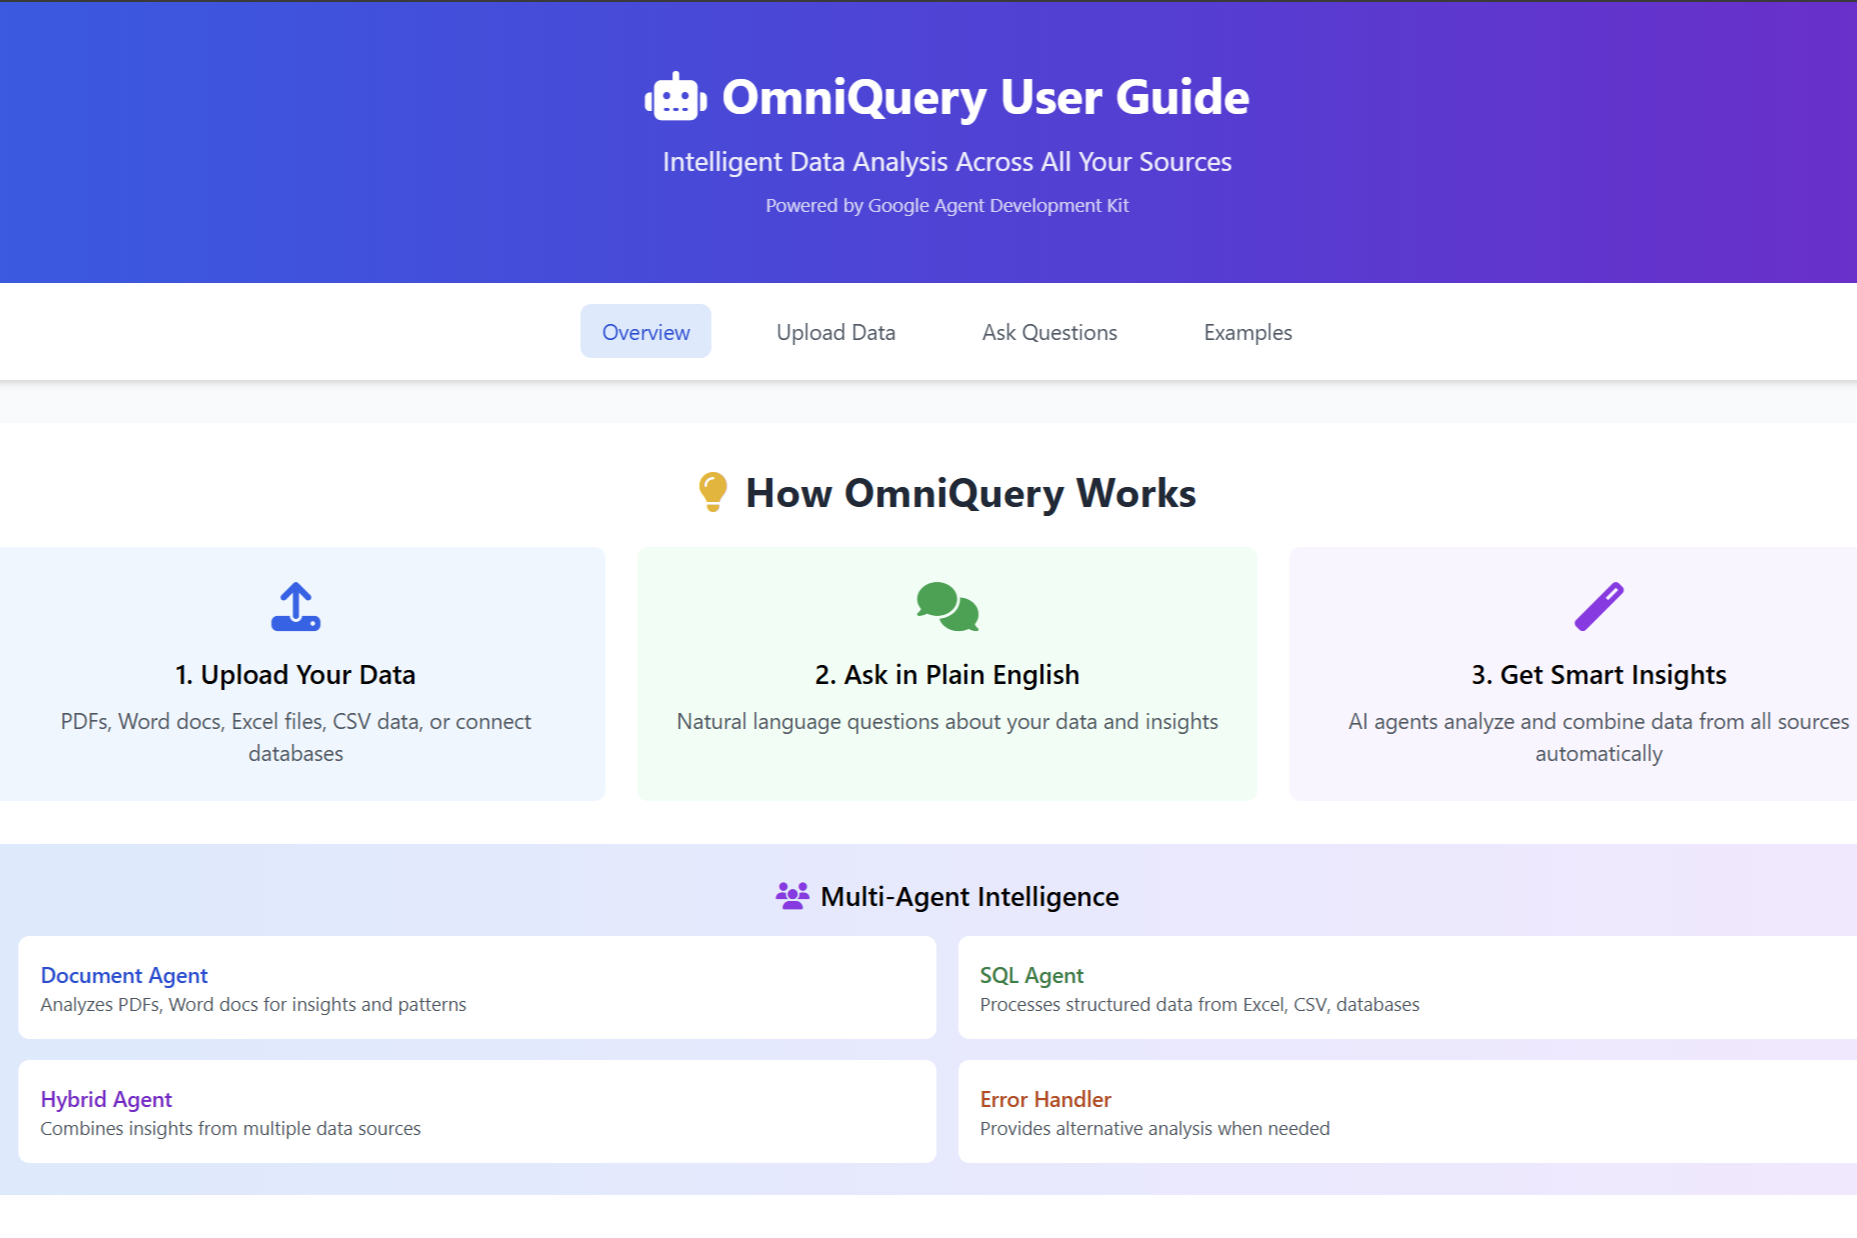 OmniQuery User Guide
Intelligent Data Analysis Across All Your Sources
Powered by Google Agent Development Kit
Overview
Upload Data
Ask Questions
Examples
How OmniQuery Works
1. Upload Your Data
PDFs, Word docs, Excel files, CSV data, or connect
databases
2. Ask in Plain English
Natural language questions about your data and insights
3. Get Smart Insights
AI agents analyze and combine data from all sources
automatically
Multi-Agent Intelligence
Document Agent
Analyzes PDFs, Word docs for insights and patterns
SQL Agent
Processes structured data from Excel, CSV, databases
Hybrid Agent
Combines insights from multiple data sources
Error Handler
Provides alternative analysis when needed